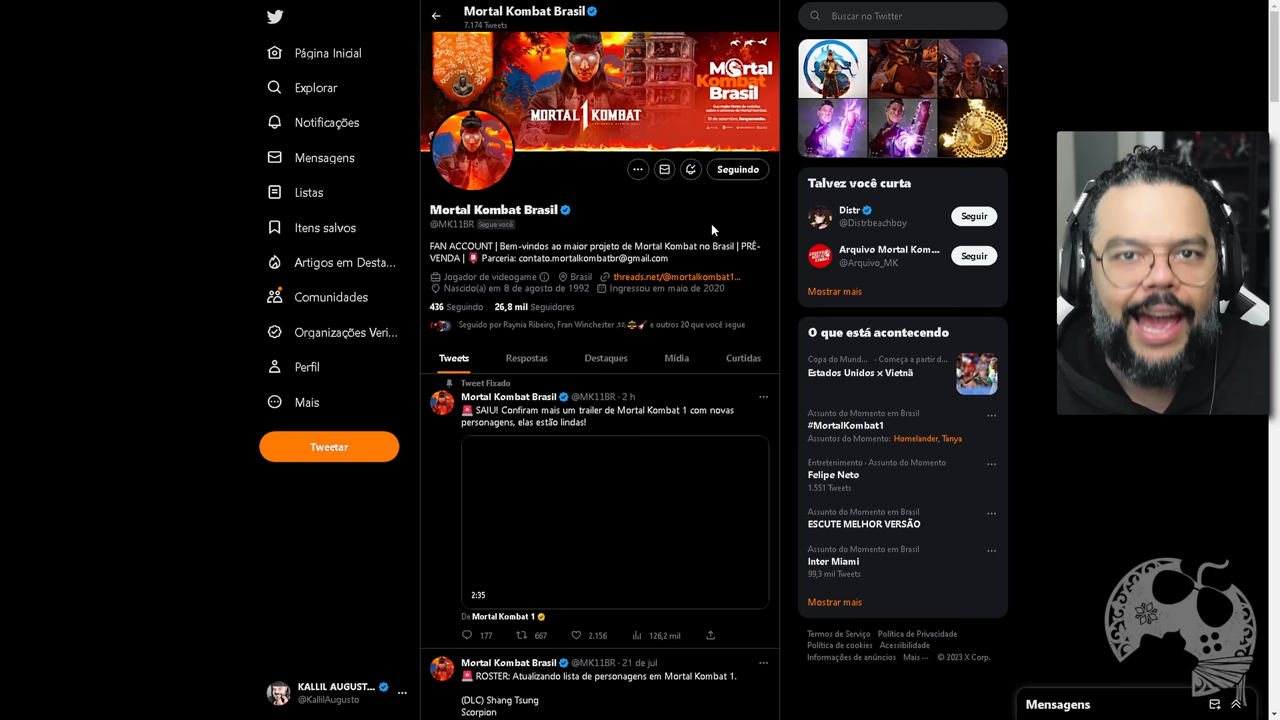 Página Inicial
Explorar
Notificações
Mensagens
Listas
Itens salvos
Artigos em Desta...
Comunidades
Organizações Veri...
Perfil
Mais
Tweetar
KALLIL AUGUST...
@KallilAugusto
Mortal Kombat Brasil
7.174 Tweets
MORTAL 1 KOMBAT
Mortal
Kombat
Brasil
Seguindo
Mortal Kombat Brasil
@MK11BR Segue você
FAN ACCOUNT | Bem-vindos ao maior projeto de Mortal Kombat no Brasil | PRÉ-
VENDA | Parceria: contato.mortalkombatbr@gmail.com
Jogador de videogame Brasil threads.net/@mortalkombat1...
Nascido(a) em 8 de agosto de 1992 Ingressou em maio de 2020
436 Seguindo 26,8 mil Seguidores
Seguido por Raynia Ribeiro, Fran Winchester e outros 20 que você segue
Tweets Respostas Destaques Mídia Curtidas
Tweet Fixado
Mortal Kombat Brasil @MK11BR · 2 h
🚨 SAIU! Confiram mais um trailer de Mortal Kombat 1 com novas
personagens, elas estão lindas!
2:35
De Mortal Kombat 1
177 667 2.156 126,2 mil
Mortal Kombat Brasil @MK11BR · 21 de jul
🚨 ROSTER: Atualizando lista de personagens em Mortal Kombat 1.
(DLC) Shang Tsung
Scorpion
Buscar no Twitter
Talvez você curta
Distr
@Distrbeachboy
Seguir
Arquivo Mortal Kom...
@Arquivo_MK
Seguir
Mostrar mais
O que está acontecendo
Copa do Mund... · Começa a partir d...
Estados Unidos x Vietnã
Assunto do Momento em Brasil
#MortalKombat1
Assuntos do Momento: Homelander, Tanya
Entretenimento · Assunto do Momento
Felipe Neto
1.551 Tweets
Assunto do Momento em Brasil
ESCUTE MELHOR VERSÃO
Assunto do Momento em Brasil
Inter Miami
99,3 mil Tweets
Mostrar mais
Termos de Serviço Política de Privacidade
Política de cookies Acessibilidade
Informações de anúncios Mais ··· © 2023 X Corp.
Mensagens